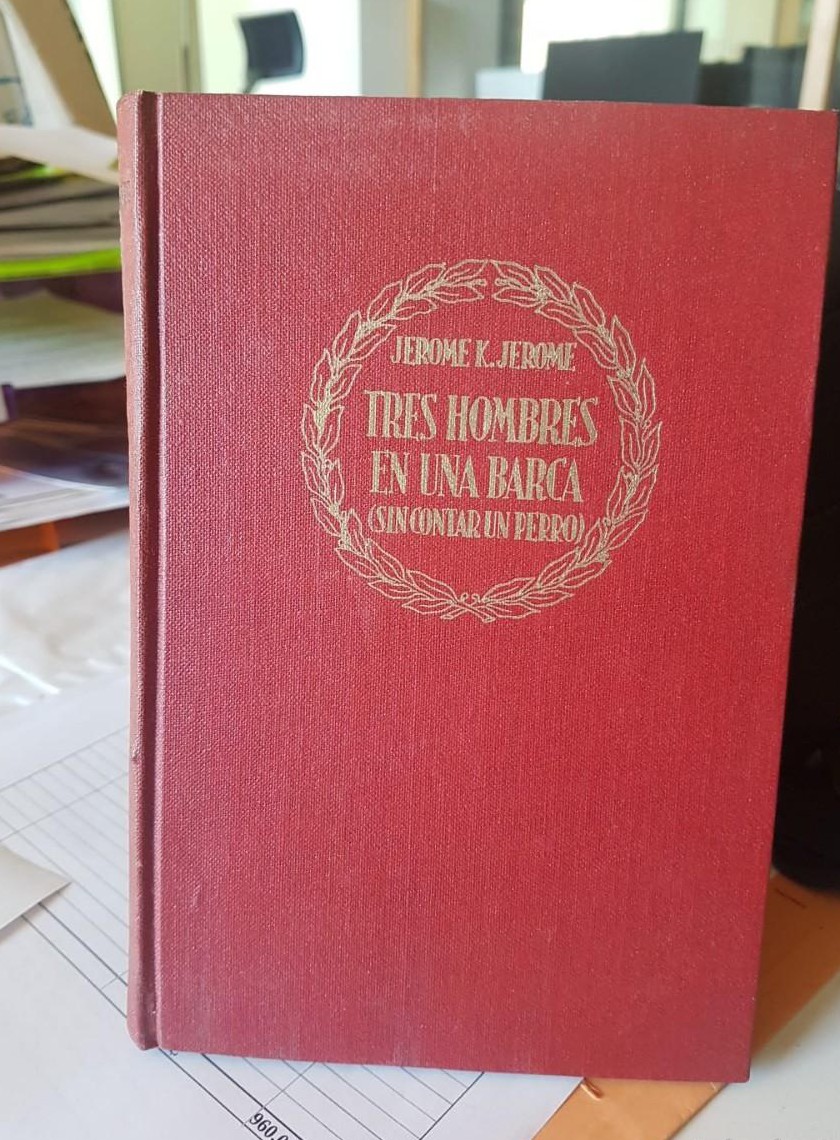 JEROME K. JEROME
TRES HOMBRES
EN UNA BARCA
(SIN CONTAR UN PERRO)